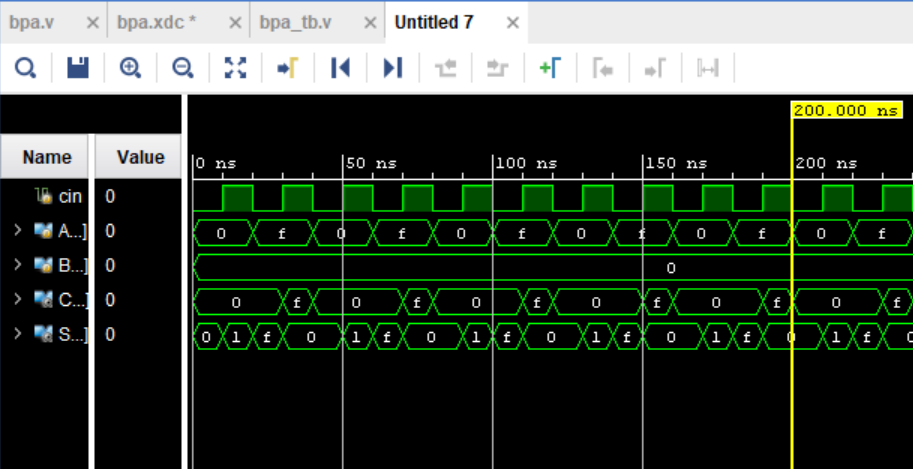 bpa.v × bpa.xdc * × bpa_tb.v × Untitled 7 ×
200.000 ns
Name Value 0 ns 50 ns 100 ns 150 ns 200 ns
cin 0
A...] 0 0 f 0 f 0 f 0 f 0 f 0 f
B...] 0 0
C...] 0 0 f 0 f 0 f 0 f 0 f 0 f
S...] 0 0 1 f 0 1 f 0 1 f 0 1 f 0 1 f 0 1 f 0